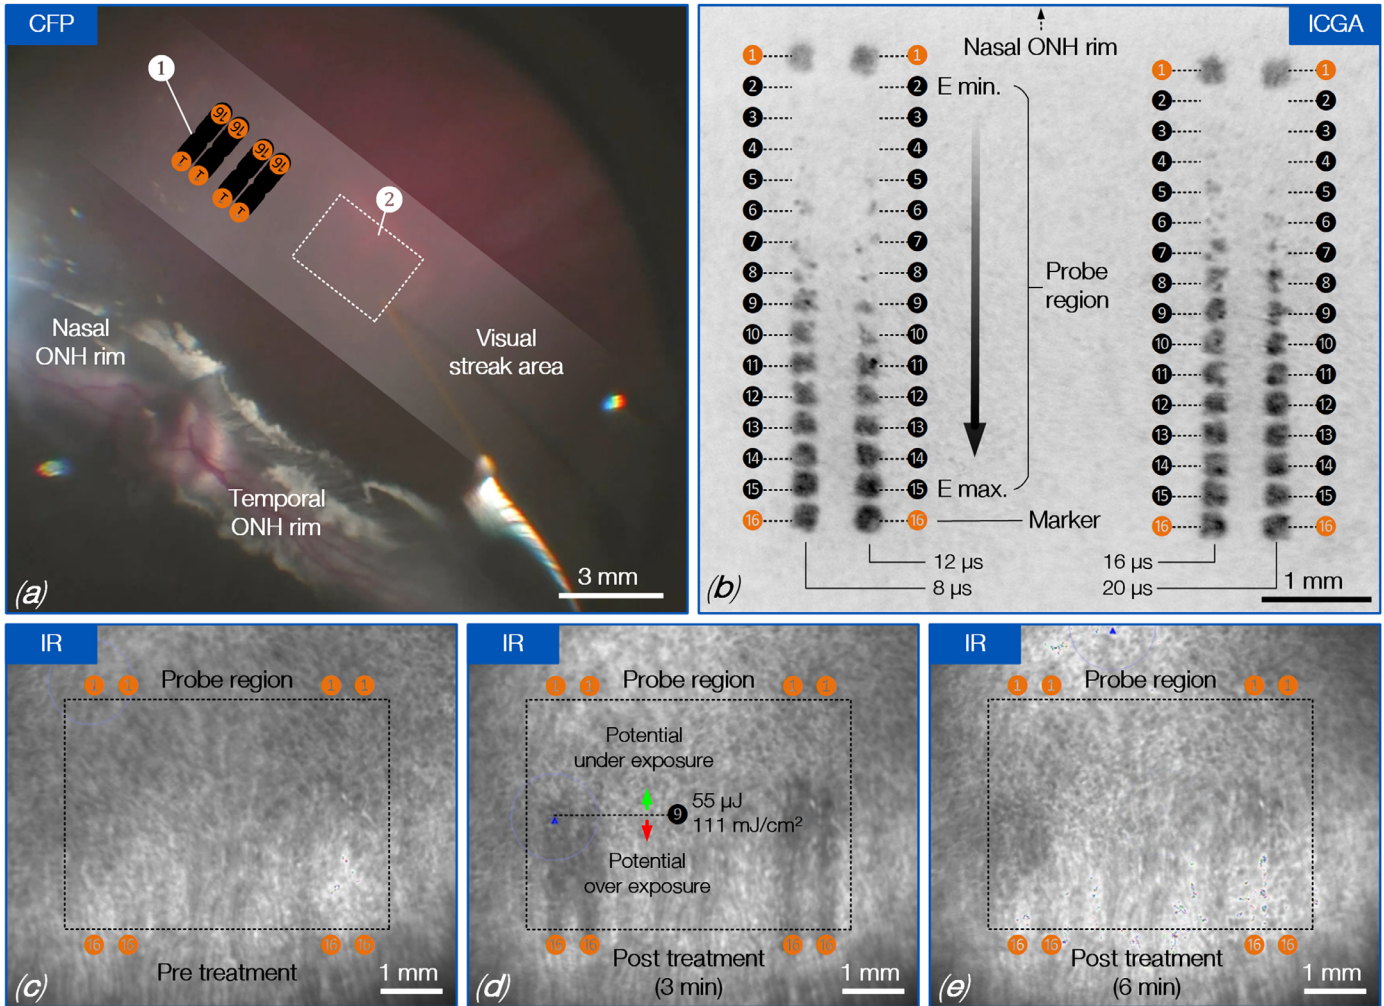 CFP
1
16
16
16
16
1
1
1
1
2
Nasal
ONH rim
Visual
streak area
Temporal
ONH rim
3 mm
(a)
ICGA
Nasal ONH rim
1 1 1 1
2 E min. 2 2
2
3 3 3 3
4 4 4 4
5 5 5 5
6 6 6 6
7 7 7 7
Probe
region
8 8 8 8
9 9 9 9
10 10 10 10
11 11 11 11
12 12 12 12
13 13 13 13
14 14 14 14
15 15 E max. 15 15
16 16 Marker 16 16
12 µs
8 µs
16 µs
20 µs
1 mm
(b)
IR
1 1 Probe region 1 1
16 16 16 16
Pre treatment
1 mm
(c)
IR
1 1 Probe region 1 1
Potential
under exposure
9 55 µJ
111 mJ/cm²
Potential
over exposure
16 16 16 16
Post treatment
(3 min)
1 mm
(d)
IR
1 1 Probe region 1 1
16 16 16 16
Post treatment
(6 min)
1 mm
(e)